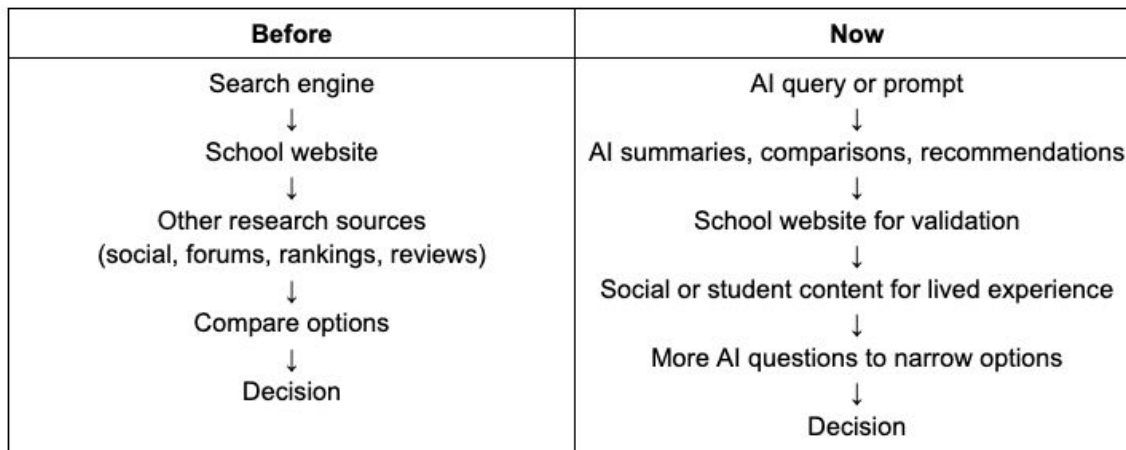 Before
Search engine
↓
School website
↓
Other research sources
(social, forums, rankings, reviews)
↓
Compare options
↓
Decision
Now
AI query or prompt
↓
AI summaries, comparisons, recommendations
↓
School website for validation
↓
Social or student content for lived experience
↓
More AI questions to narrow options
↓
Decision